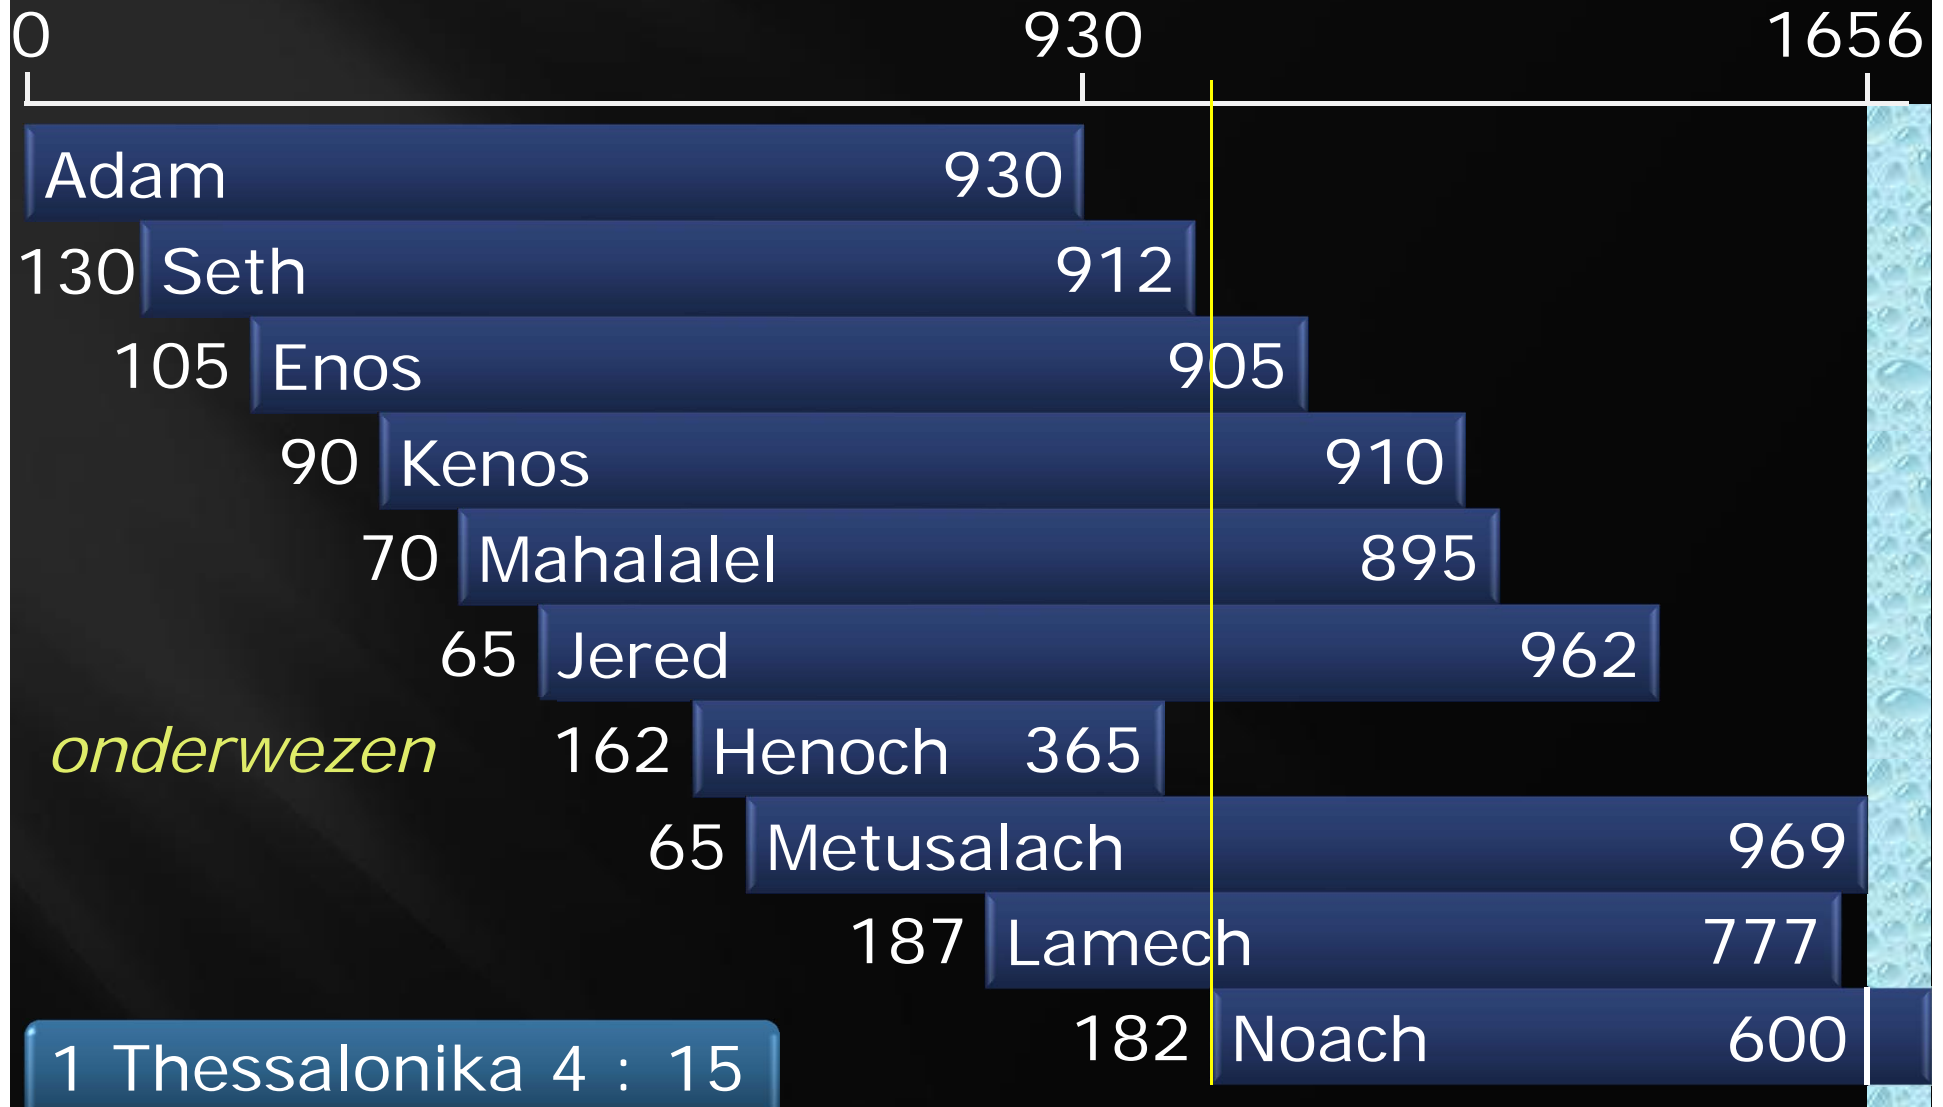 0 930 1656
Adam 930
130 Seth 912
105 Enos 905
90 Kenos 910
70 Mahalalel 895
65 Jered 962
onderwezen 162 Henoch 365
65 Metusalach 969
187 Lamech 777
182 Noach 600
1 Thessalonika 4 : 15